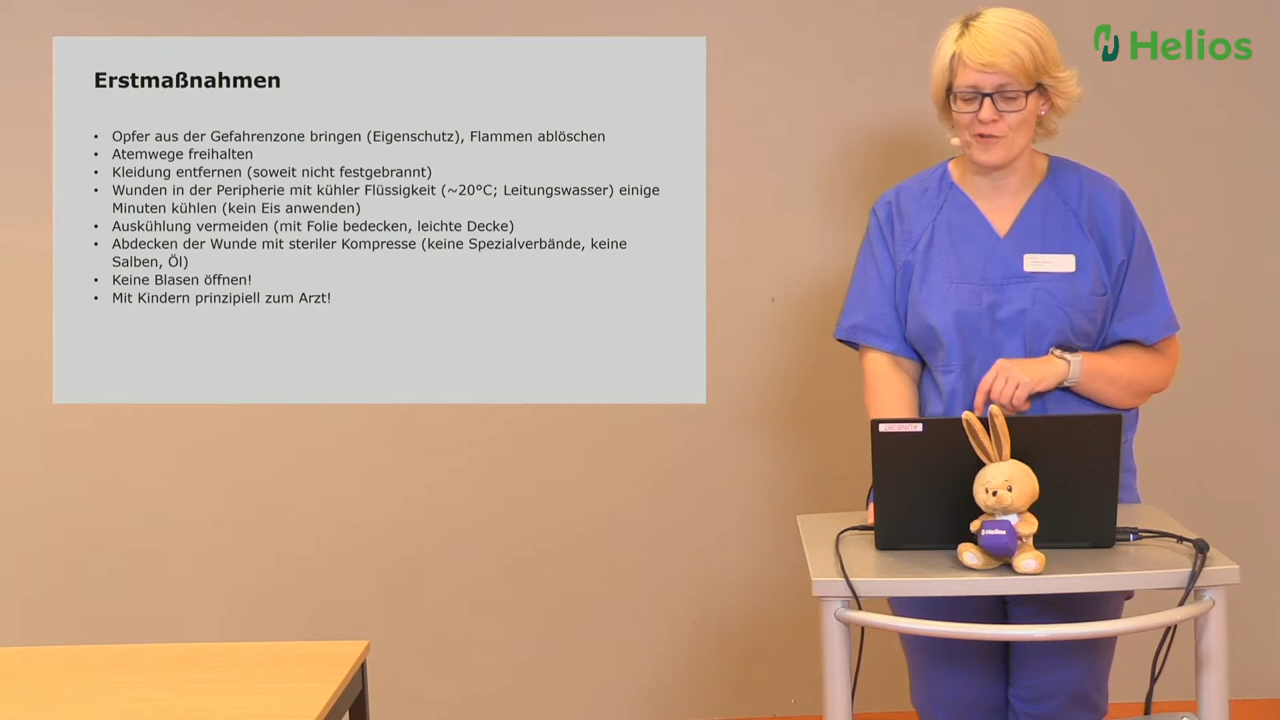 Helios
Erstmaßnahmen
• Opfer aus der Gefahrenzone bringen (Eigenschutz), Flammen ablöschen
• Atemwege freihalten
• Kleidung entfernen (soweit nicht festgebrannt)
• Wunden in der Peripherie mit kühler Flüssigkeit (~20°C; Leitungswasser) einige
Minuten kühlen (kein Eis anwenden)
• Auskühlung vermeiden (mit Folie bedecken, leichte Decke)
• Abdecken der Wunde mit steriler Kompresse (keine Spezialverbände, keine
Salben, Öl)
• Keine Blasen öffnen!
• Mit Kindern prinzipiell zum Arzt!
Helios